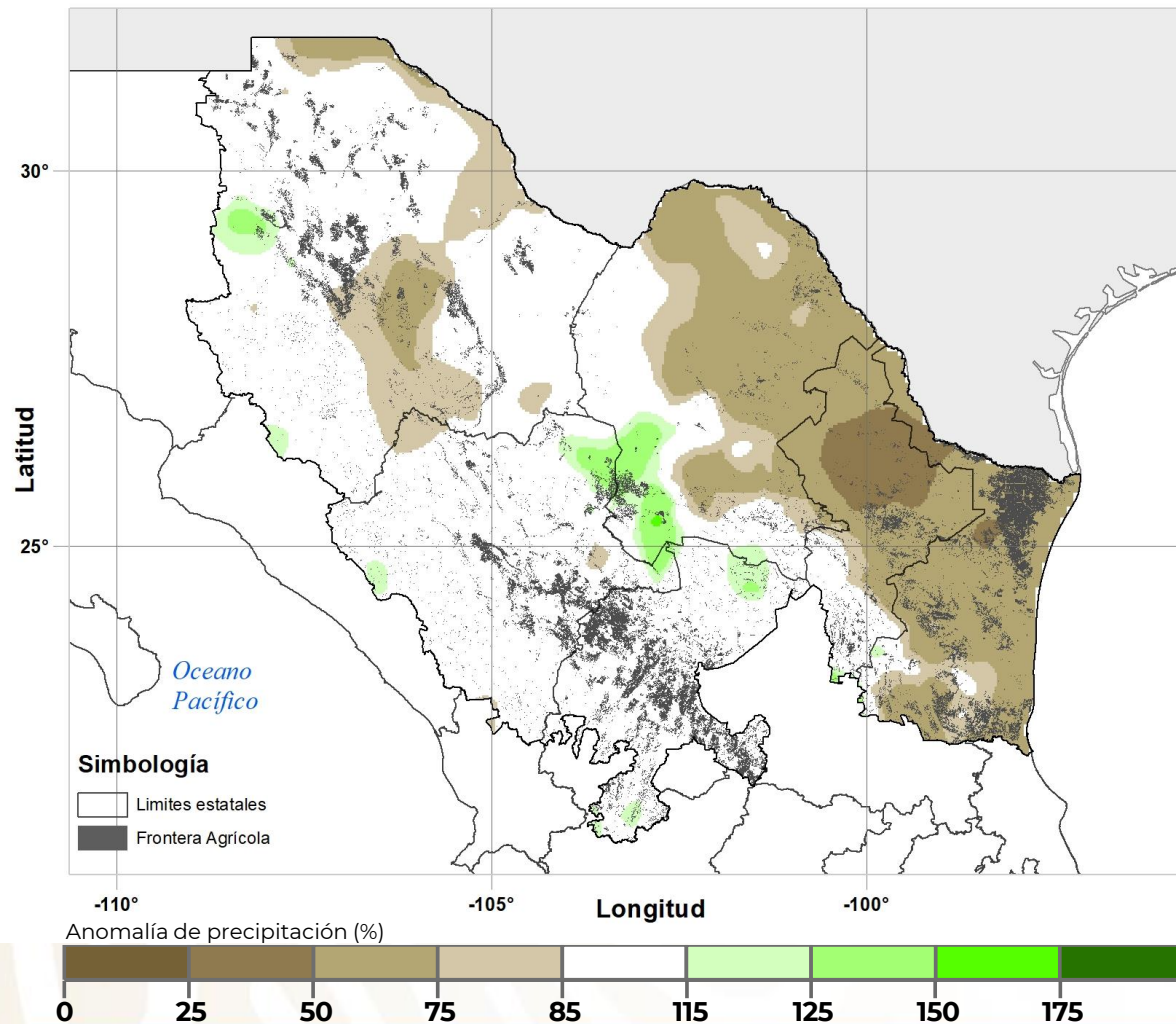 30°
Latitud
25°
Oceano
Pacífico
Simbología
Limites estatales
Frontera Agrícola
-110°
-105°
Longitud
-100°
Anomalía de precipitación (%)
0 25 50 75 85 115 125 150 175